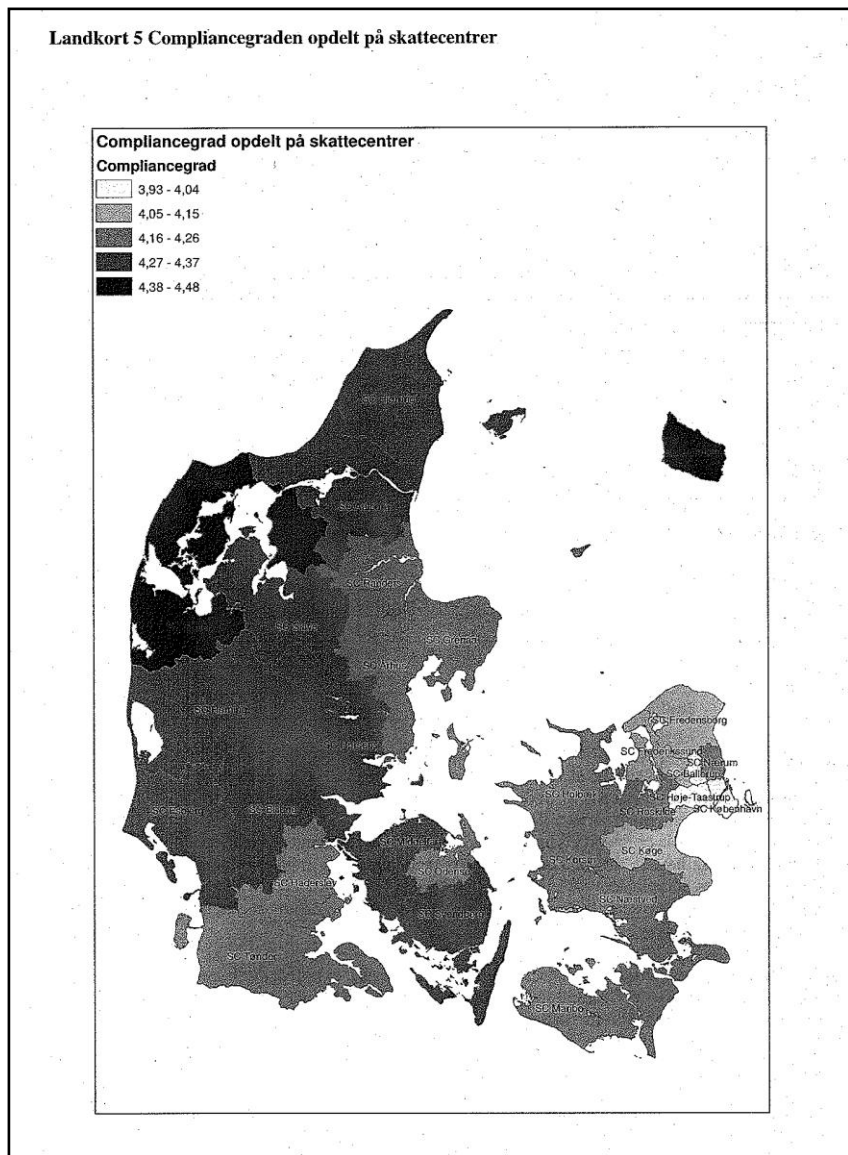 Landkort 5 Compliancegraden opdelt på skattecentrer
Compliancegrad opdelt på skattecentrer
Compliancegrad
3,93 - 4,04
4,05 - 4,15
4,16 - 4,26
4,27 - 4,37
4,38 - 4,48
SC
SC
SC Randers
SC
SC Grenaa
SC Århus
SC
SC Fredensborg
SC Frederikssund
SC Nærum
SC Ballerup
SC Høje-Taastrup
SC København
SC Holbæk
SC Roskilde
SC Køge
SC Korsør
SC Næstved
SC
SC
SC Odense
SC Svendborg
SC Haderslev
SC Tønder
SC Maribo